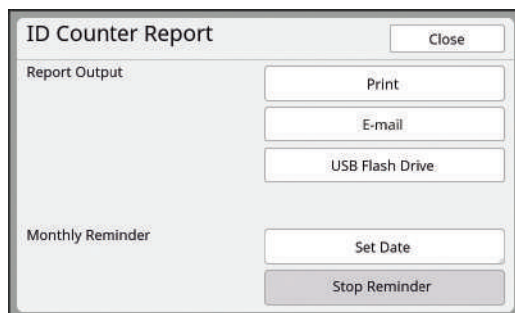 ID Counter Report
Close
Report Output
Print
E-mail
USB Flash Drive
Monthly Reminder
Set Date
Stop Reminder